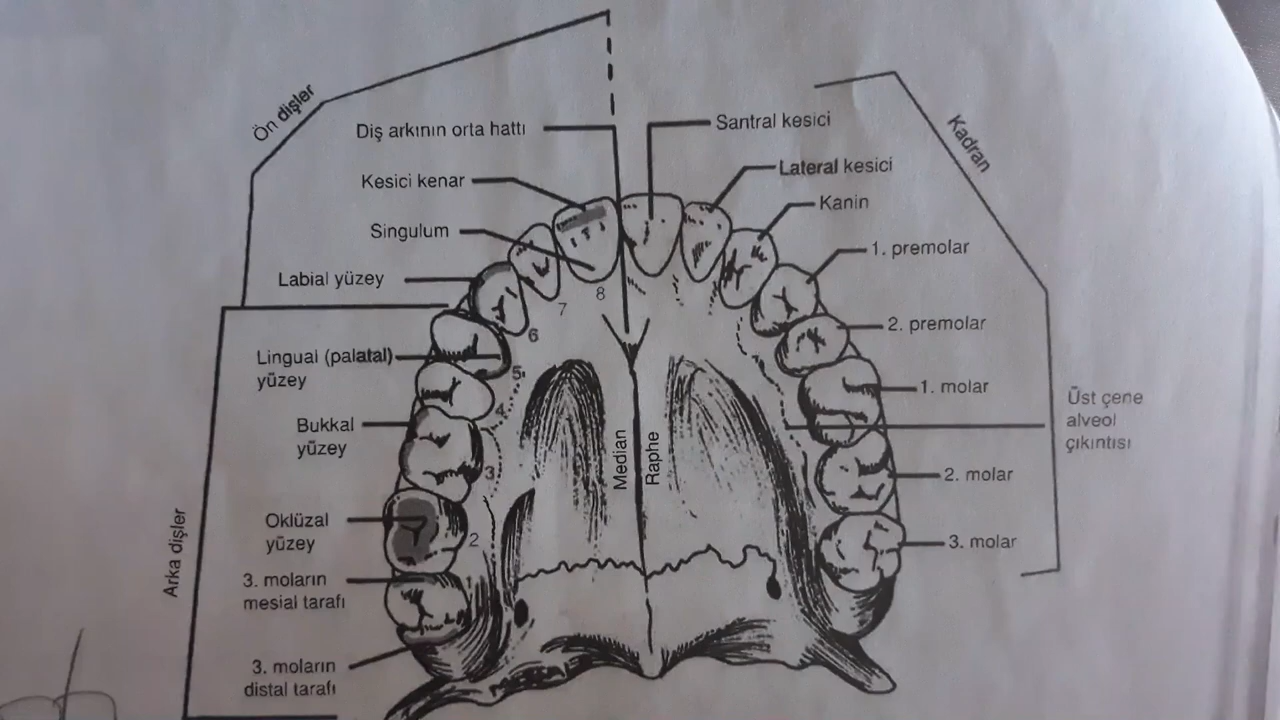 Ön dişler
Diş arkının orta hattı
Kesici kenar
Singulum
Labial yüzey
Lingual (palatal)
yüzey
Bukkal
yüzey
Oklüzal
yüzey
3. moların
mesial tarafı
3. moların
distal tarafı
Arka dişler
8
7
6
5
4
3
2
Median
Raphe
Santral kesici
Lateral kesici
Kanin
1. premolar
2. premolar
1. molar
2. molar
3. molar
Kadran
Üst çene
alveol
çıkıntısı